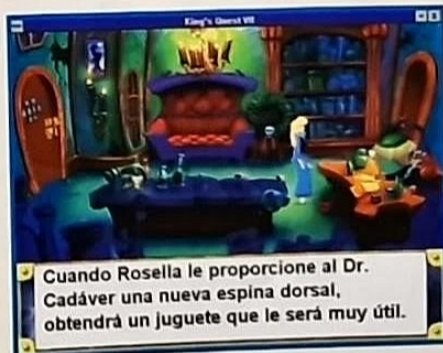 King's Quest VII
Cuando Rosella le proporcione al Dr.
Cadáver una nueva espina dorsal,
obtendrá un juguete que le será muy útil.